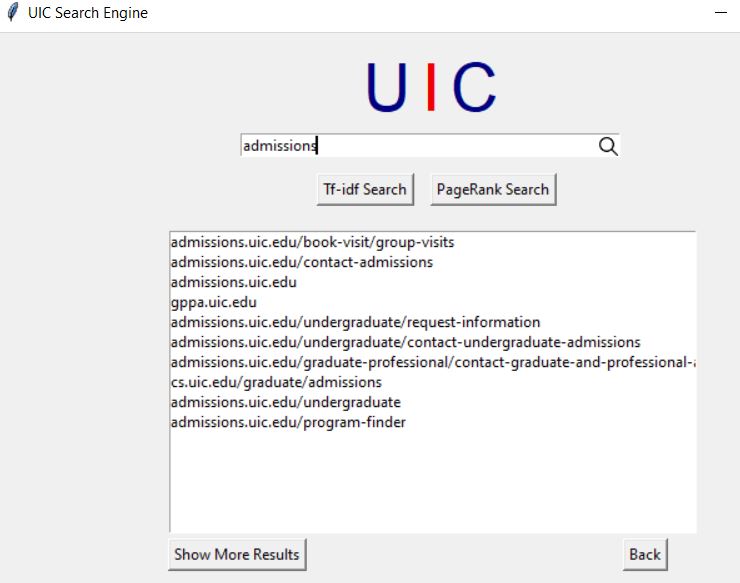 UIC Search Engine
U I C
admissions
Tf-idf Search PageRank Search
admissions.uic.edu/book-visit/group-visits
admissions.uic.edu/contact-admissions
admissions.uic.edu
gppa.uic.edu
admissions.uic.edu/undergraduate/request-information
admissions.uic.edu/undergraduate/contact-undergraduate-admissions
admissions.uic.edu/graduate-professional/contact-graduate-and-professional-a
cs.uic.edu/graduate/admissions
admissions.uic.edu/undergraduate
admissions.uic.edu/program-finder
Show More Results Back